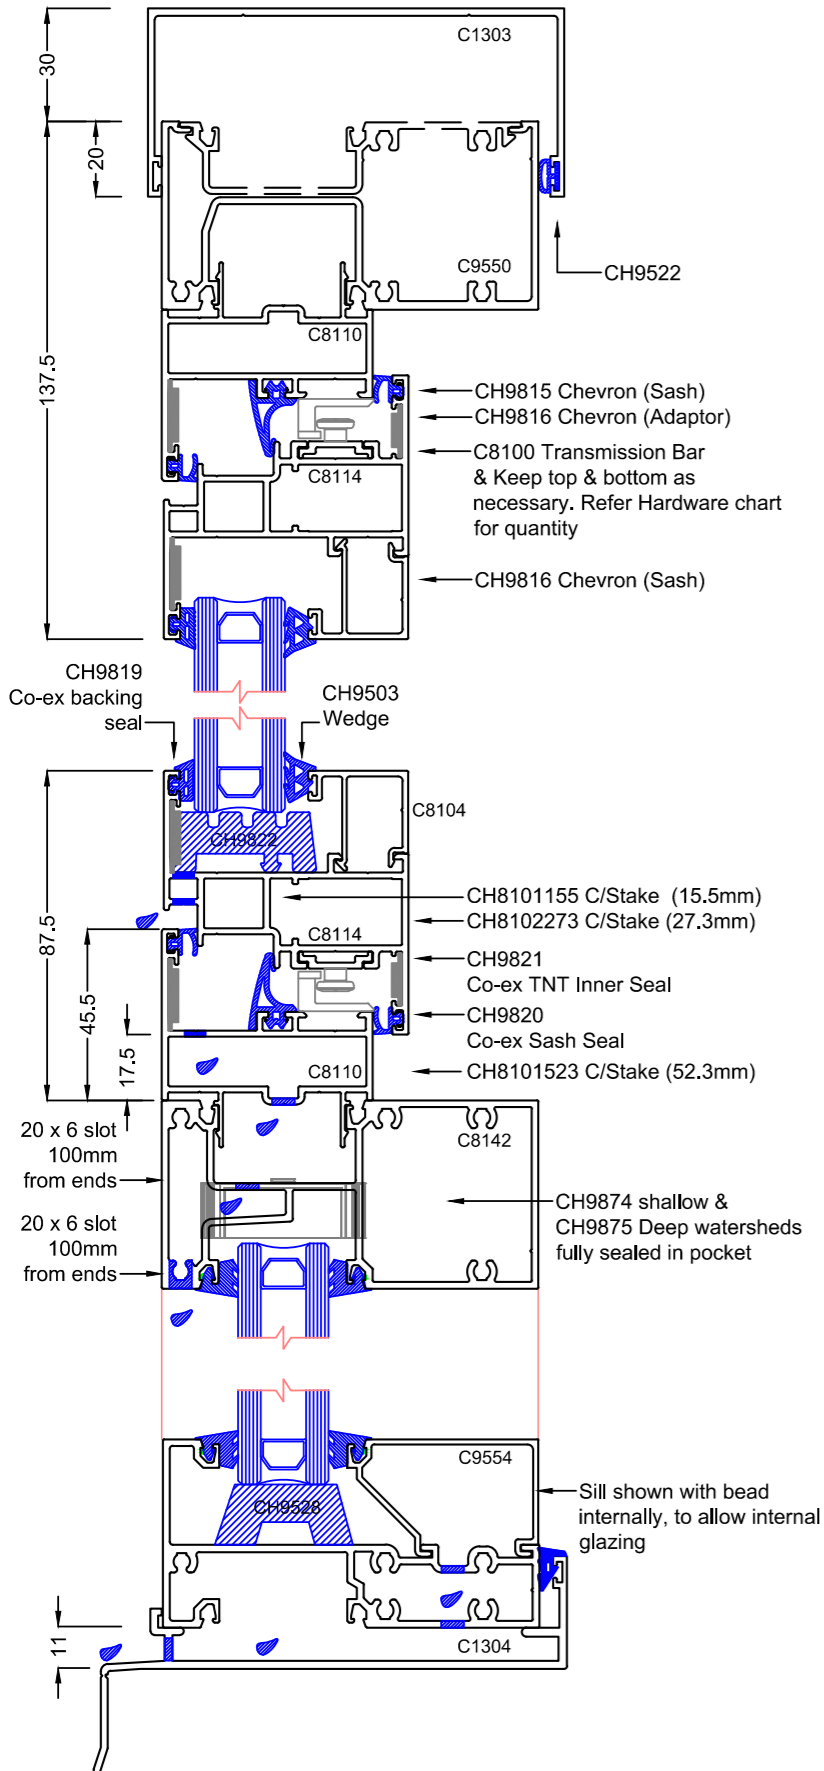 C1303
30
20
C9550
CH9522
C8110
137.5
CH9815 Chevron (Sash)
CH9816 Chevron (Adaptor)
C8100 Transmission Bar
& Keep top & bottom as
necessary. Refer Hardware chart
for quantity
C8114
CH9816 Chevron (Sash)
CH9819
Co-ex backing
seal
CH9503
Wedge
C8104
CH9822
87.5
CH8101155 C/Stake (15.5mm)
CH8102273 C/Stake (27.3mm)
C8114
CH9821
Co-ex TNT Inner Seal
45.5
CH9820
Co-ex Sash Seal
17.5
C8110
CH8101523 C/Stake (52.3mm)
20 x 6 slot
100mm
from ends
C8142
CH9874 shallow &
CH9875 Deep watersheds
fully sealed in pocket
20 x 6 slot
100mm
from ends
C9554
Sill shown with bead
internally, to allow internal
glazing
CH9528
11
C1304